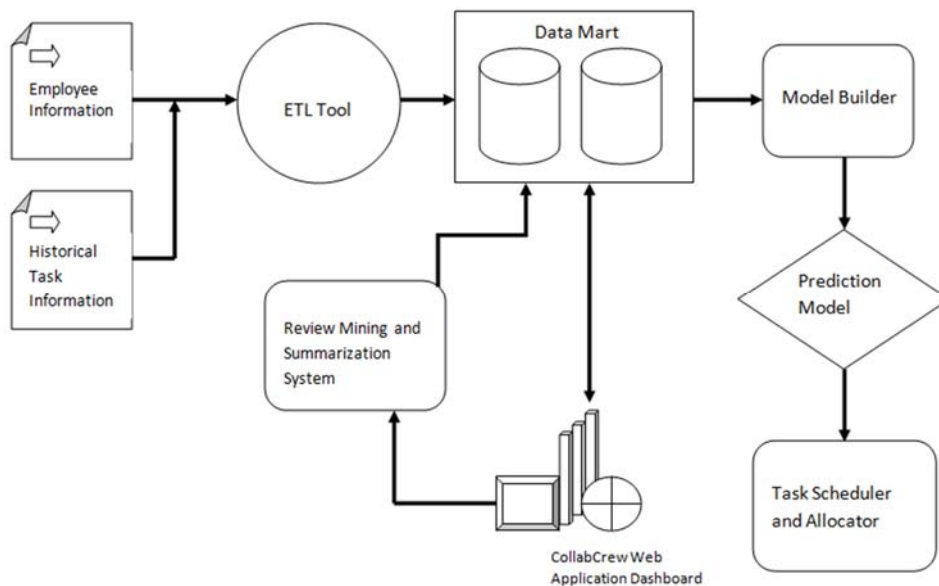 Employee
Information
Historical
Task
Information
ETL Tool
Data Mart
Review Mining and
Summarization
System
CollabCrew Web
Application Dashboard
Model Builder
Prediction
Model
Task Scheduler
and Allocator